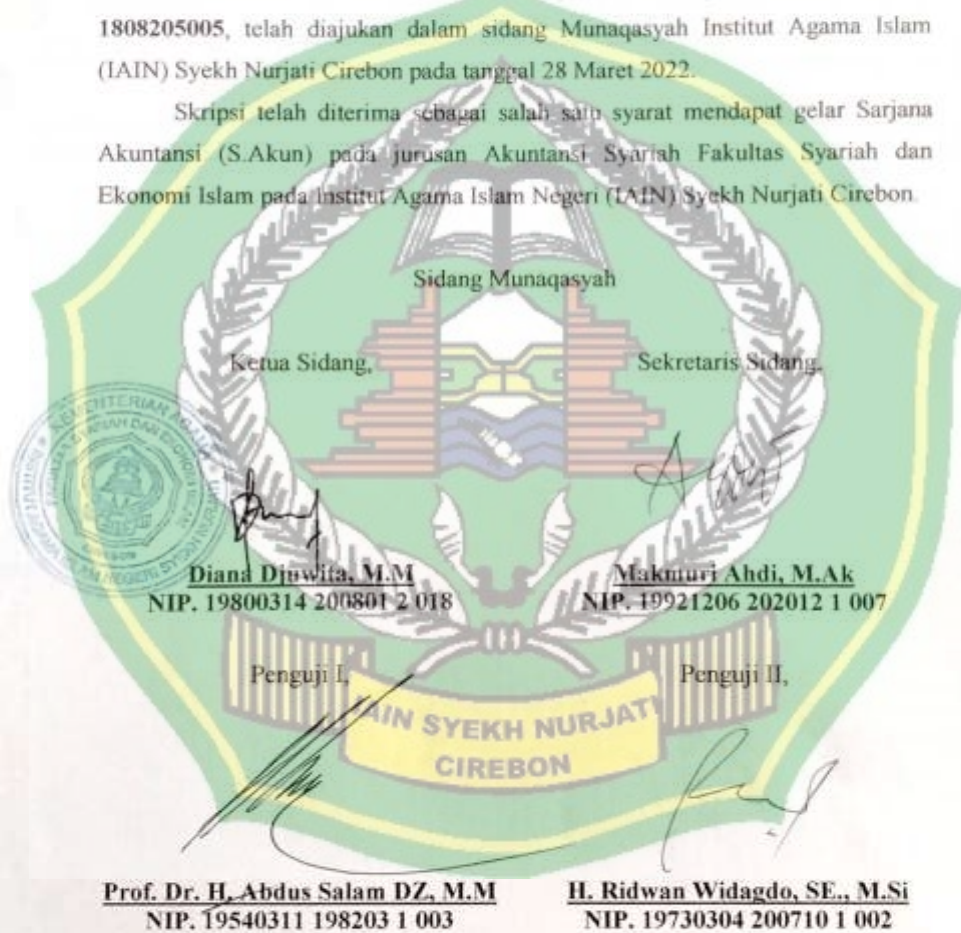 1808205005, telah diajukan dalam sidang Munaqasyah Institut Agama Islam
(IAIN) Syekh Nurjati Cirebon pada tanggal 28 Maret 2022.
Skripsi telah diterima sebagai salah satu syarat mendapat gelar Sarjana
Akuntansi (S.Akun) pada jurusan Akuntansi Syariah Fakultas Syariah dan
Ekonomi Islam pada Institut Agama Islam Negeri (IAIN) Syekh Nurjati Cirebon.
Sidang Munaqasyah
Ketua Sidang,
Sekretaris Sidang,
KEMENTERIAN AGAMA
Diana Djuwita, M.M
NIP. 19800314 200801 2 018
Makmuri Ahdi, M.Ak
NIP. 19921206 202012 1 007
Penguji I,
Penguji II,
IAIN SYEKH NURJATI
CIREBON
Prof. Dr. H. Abdus Salam DZ, M.M
NIP. 19540311 198203 1 003
H. Ridwan Widagdo, SE., M.Si
NIP. 19730304 200710 1 002